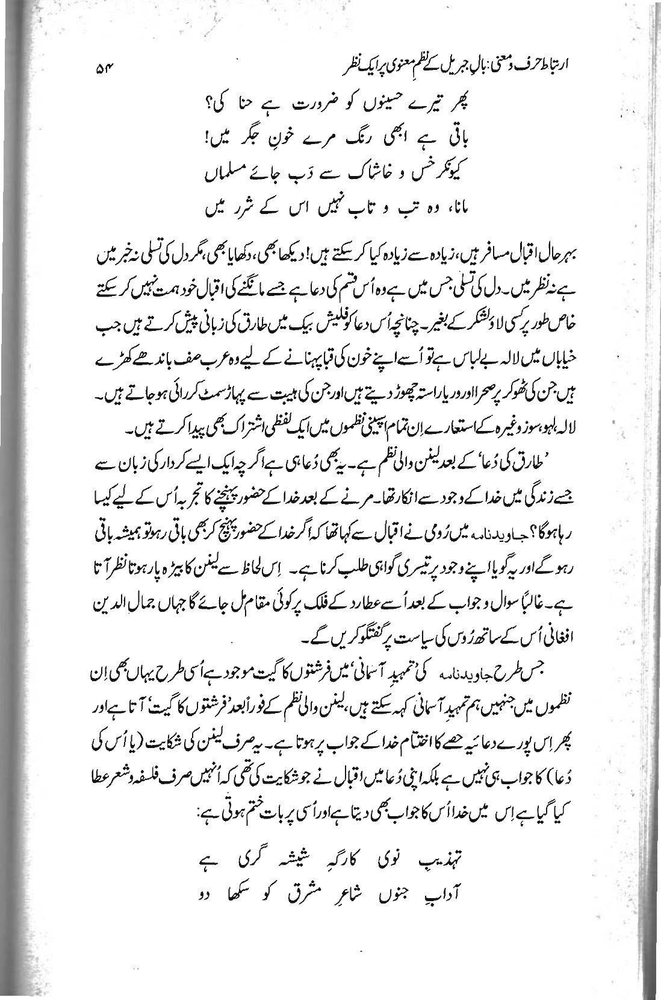 ارتباط حرف و معنی: بالِ جبریل کے نظمِ معنوی پر ایک نظر ۵۴
پھر تیرے حسینوں کو ضرورت ہے حنا کی؟
باقی ہے ابھی رنگ مرے خونِ جگر میں!
کیونکر خس و خاشاک سے دَب جائے مسلماں
مانا، وہ تب و تاب نہیں اس کے شرر میں
بہرحال اقبال مسافر ہیں، زیادہ سے زیادہ کیا کر سکتے ہیں! دیکھا بھی، دکھایا بھی، مگر دل کی تسلی نہ خبر میں
ہے نہ نظر میں۔ دل کی تسلی جس میں ہے وہ اُس قسم کی دعا ہے جسے مانگنے کی اقبال خود ہمت نہیں کر سکتے
خاص طور پر کسی لاؤ لشکر کے بغیر۔ چنانچہ اُس دعا کو فلیش بیک میں طارق کی زبانی پیش کرتے ہیں جب
خیاباں میں لالہ بے لباس ہے تو اُسے اپنے خون کی قبا پہنانے کے لیے وہ عرب صف باندھے کھڑے
ہیں جن کی ٹھوکر پر صحرا اور دریا راستہ چھوڑ دیتے ہیں اور جن کی ہیبت سے پہاڑ سمٹ کر رائی ہو جاتے ہیں۔
لالہ، لہو، سوز وغیرہ کے استعارے اِن تمام اسپینی نظموں میں ایک لفظی اشتراک بھی پیدا کرتے ہیں۔
’طارق کی دُعا‘ کے بعد لینن والی نظم ہے۔ یہ بھی دُعا ہی ہے اگرچہ ایک ایسے کردار کی زبان سے
جسے زندگی میں خدا کے وجود سے انکار تھا۔ مرنے کے بعد خدا کے حضور پہنچنے کا تجربہ اُس کے لیے کیسا
رہا ہوگا؟ جاوید نامہ میں رُومی نے اقبال سے کہا تھا کہ اگر خدا کے حضور پہنچ کر بھی باقی رہو تو ہمیشہ باقی
رہو گے اور یہ گویا اپنے وجود پر تیسری گواہی طلب کرنا ہے۔ اِس لحاظ سے لینن کا بیڑہ پار ہوتا نظر آتا
ہے۔ غالباً سوال و جواب کے بعد اُسے عطارد کے فلک پر کوئی مقام مل جائے گا جہاں جمال الدین
افغانی اُس کے ساتھ رُوس کی سیاست پر گفتگو کریں گے۔
جس طرح جاوید نامہ کی ’تمہیدِ آسمانی‘ میں فرشتوں کا گیت موجود ہے اُسی طرح یہاں بھی اِن
نظموں میں جنہیں ہم تمہیدِ آسمانی کہہ سکتے ہیں، لینن والی نظم کے فوراً بعد ’فرشتوں کا گیت‘ آتا ہے اور
پھر اِس پورے دعائیہ حصے کا اختتام خدا کے جواب پر ہوتا ہے۔ یہ صرف لینن کی شکایت (یا اُس کی
دُعا) کا جواب ہی نہیں ہے بلکہ اپنی دُعا میں اقبال نے جو شکایت کی تھی کہ اُنہیں صرف فلسفہ و شعر عطا
کیا گیا ہے اِس میں خدا اُس کا جواب بھی دیتا ہے اور اُسی پر بات ختم ہوتی ہے:
تہذیبِ نوی کارگہِ شیشہ گری ہے
آدابِ جنوں شاعرِ مشرق کو سکھا دو